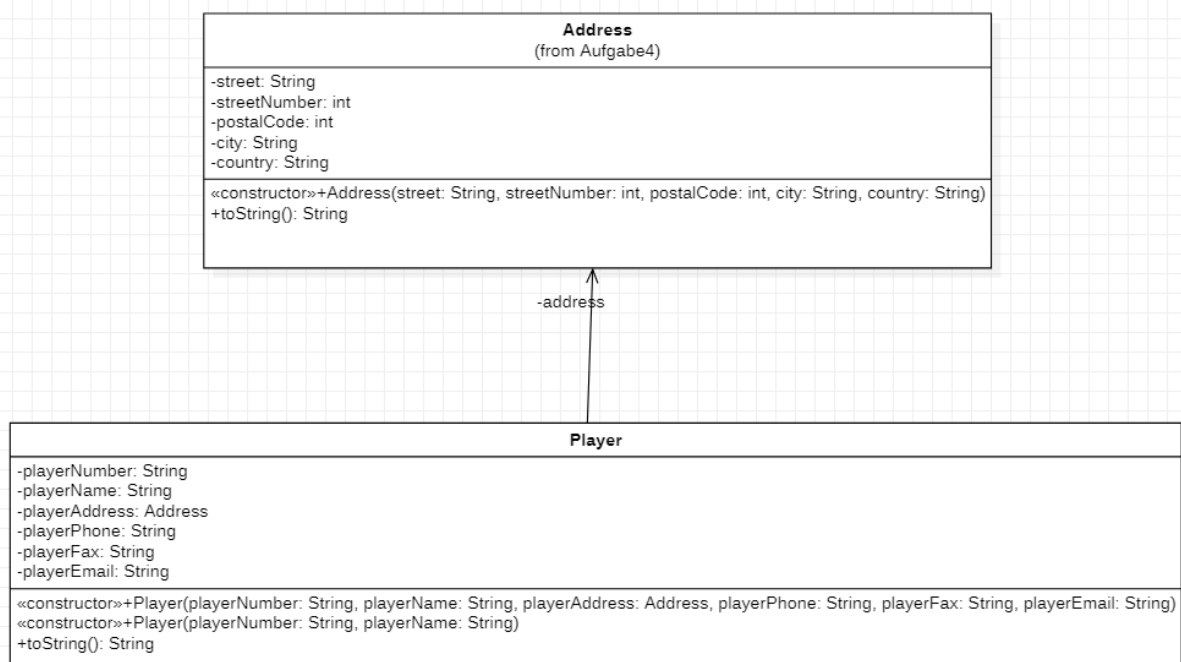 Address
(from Aufgabe4)
-street: String
-streetNumber: int
-postalCode: int
-city: String
-country: String
«constructor»+Address(street: String, streetNumber: int, postalCode: int, city: String, country: String)
+toString(): String
-address
Player
-playerNumber: String
-playerName: String
-playerAddress: Address
-playerPhone: String
-playerFax: String
-playerEmail: String
«constructor»+Player(playerNumber: String, playerName: String, playerAddress: Address, playerPhone: String, playerFax: String, playerEmail: String)
«constructor»+Player(playerNumber: String, playerName: String)
+toString(): String